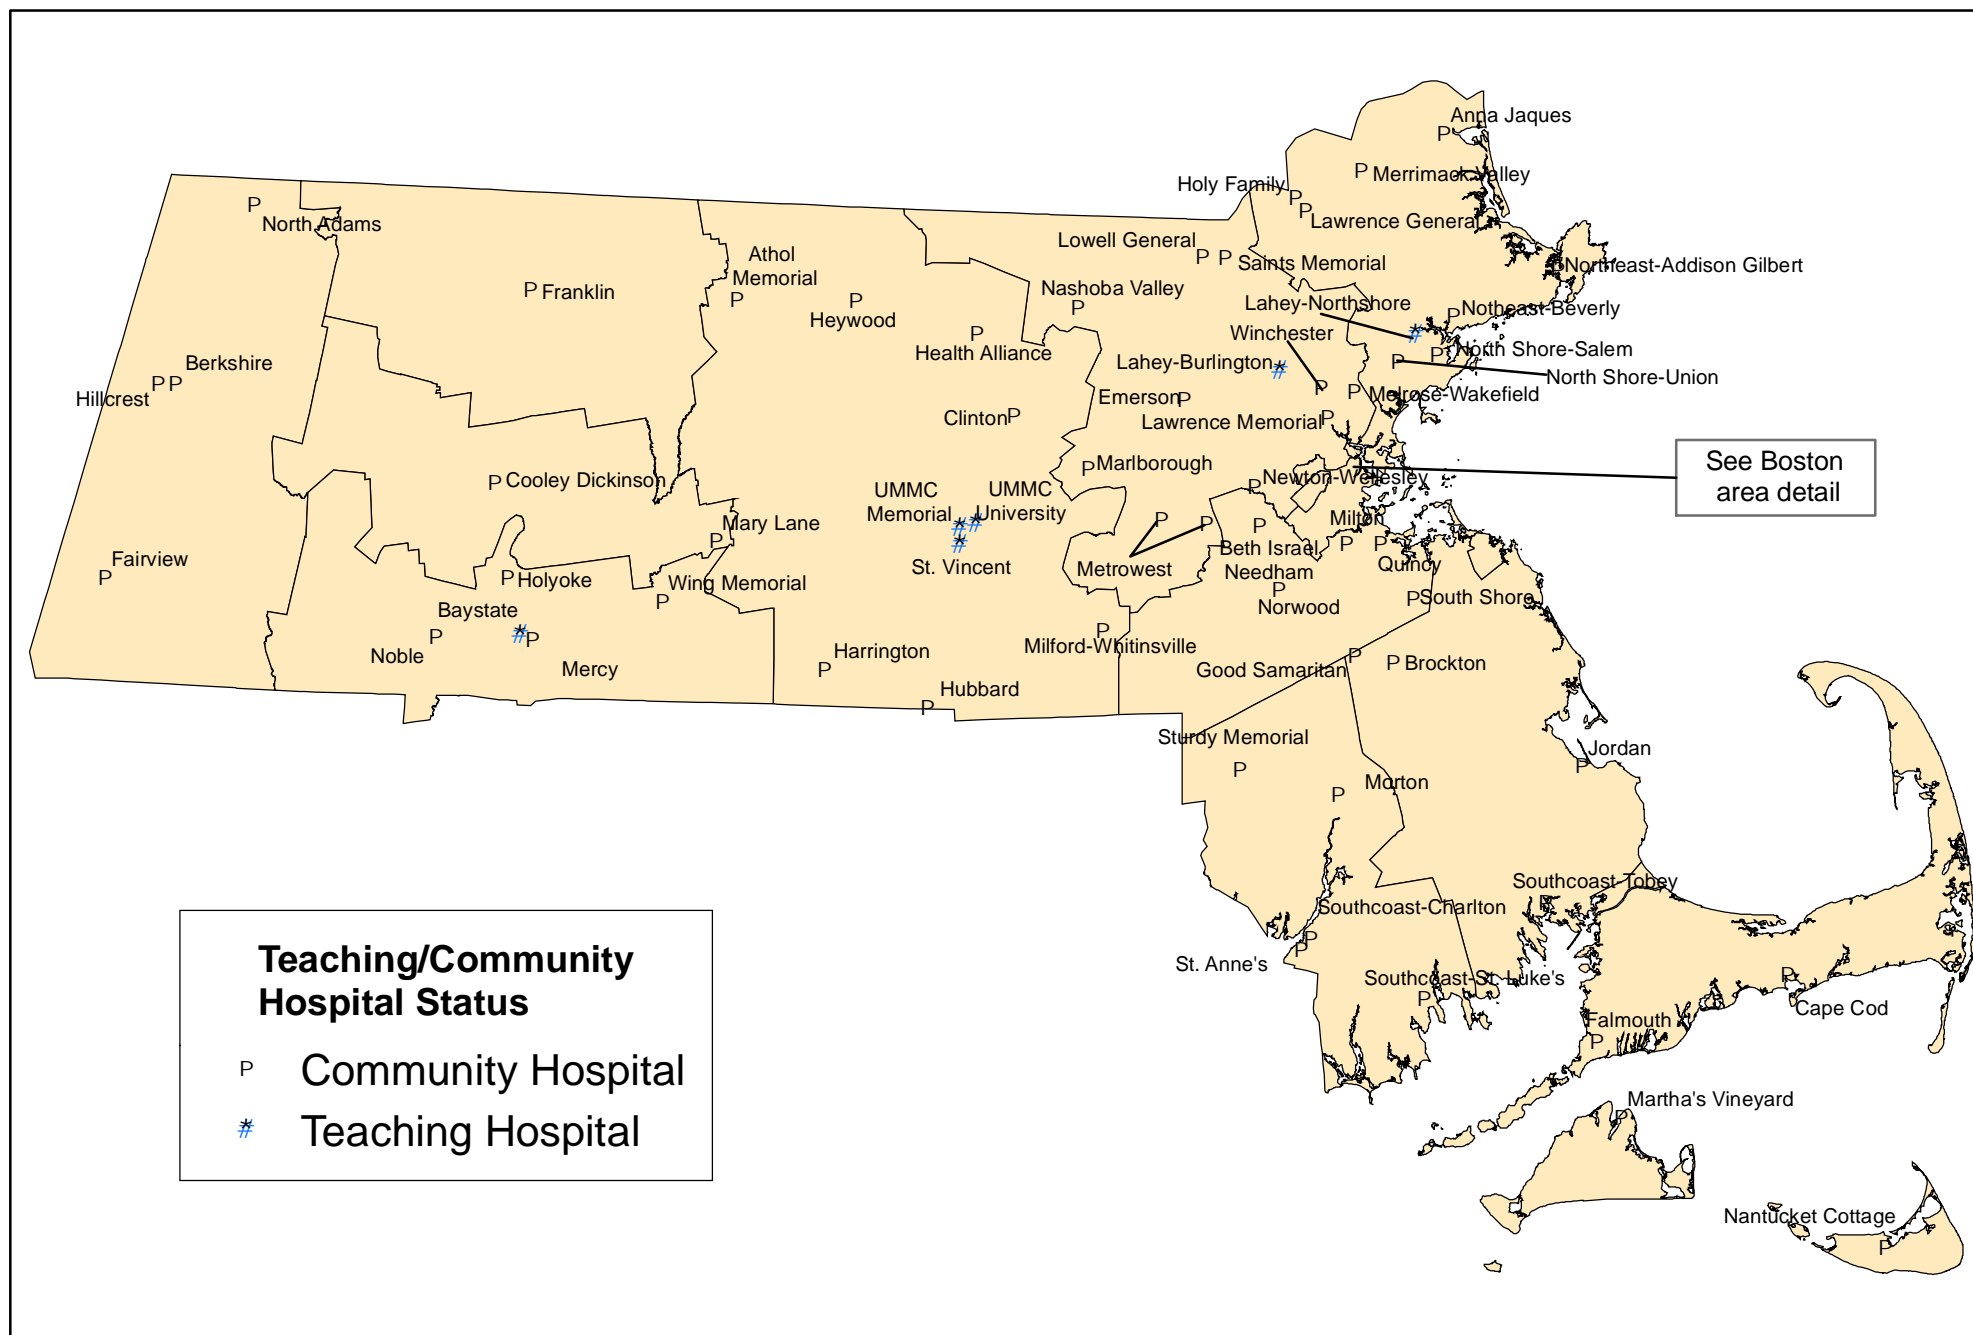 Anna Jaques
Merrimack Valley
Holy Family
Lawrence General
North Adams
Lowell General
Saints Memorial
Northeast-Addison Gilbert
Athol
Memorial
Franklin
Nashoba Valley
Lahey-Northshore
Notheast-Beverly
Heywood
Winchester
Health Alliance
North Shore-Salem
Berkshire
Lahey-Burlington
North Shore-Union
Hillcrest
Emerson
Melrose-Wakefield
Clinton
Lawrence Memorial
Marlborough
See Boston
area detail
Cooley Dickinson
Newton-Wellesley
UMMC
Memorial
UMMC
University
Mary Lane
Milton
Fairview
St. Vincent
Metrowest
Beth Israel
Needham
Quincy
Holyoke
Wing Memorial
Baystate
Norwood
South Shore
Noble
Mercy
Harrington
Milford-Whitinsville
Good Samaritan
Brockton
Hubbard
Sturdy Memorial
Jordan
Morton
Southcoast-Tobey
Southcoast-Charlton
St. Anne's
Southcoast-St. Luke's
Cape Cod
Falmouth
Martha's Vineyard
Nantucket Cottage
Teaching/Community
Hospital Status
P Community Hospital
Teaching Hospital